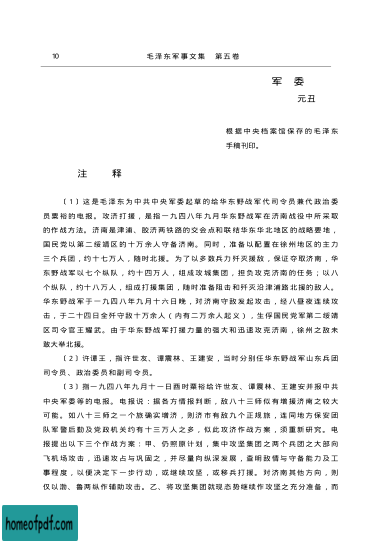 10 毛泽东军事文集 第五卷
军 委
元丑
根据中央档案馆保存的毛泽东
手稿刊印。
注 释
〔1〕这是毛泽东为中共中央军委起草的给华东野战军代司令员兼代政治委
员粟裕的电报。攻济打援，是指一九四八年九月华东野战军在济南战役中所采取
的作战方法。济南是津浦、胶济两铁路的交会点和联结华东华北地区的战略要地，
国民党以第二绥靖区的十万余人守备济南。同时，准备以配置在徐州地区的主力
三个兵团，约十七万人，随时北援。为了以多数兵力歼灭援敌，保证夺取济南，华
东野战军以七个纵队，约十四万人，组成攻城集团，担负攻克济南的任务；以八
个纵队，约十八万人，组成打援集团，随时准备阻击和歼灭沿津浦路北援的敌人。
华东野战军于一九四八年九月十六日晚，对济南守敌发起攻击，经八昼夜连续攻
击，于二十四日全歼守敌十万余人（内有二万余人起义），生俘国民党军第二绥靖
区司令官王耀武。由于华东野战军打援力量的强大和迅速攻克济南，徐州之敌未
敢大举北援。
〔2〕许谭王，指许世友、谭震林、王建安，当时分别任华东野战军山东兵团
司令员、政治委员和副司令员。
〔3〕指一九四八年九月十一日酉时粟裕给许世友、谭震林、王建安并报中共
中央军委等的电报。电报说：据各方情报判断，敌八十三师似有增援济南之较大
可能。如八十三师之一个旅确实增济，则济市有敌九个正规旅，连同地方保安团
队军警后勤及党政机关约有十三万人之多，似此攻济作战方案，须重新研究。电
报提出以下三个作战方案：甲、仍照原计划，集中攻坚集团之两个兵团之大部向
飞机场攻击，迅速攻占与巩固之，并尽量向纵深发展，查明敌情与守备能力及工
事程度，以便决定下一步行动，或继续攻坚，或移兵打援。对济南其他方向，则
仅以渤、鲁两纵作辅助攻击。乙、将攻坚集团就现态势继续作攻坚之充分准备，而
homeofpdf.com